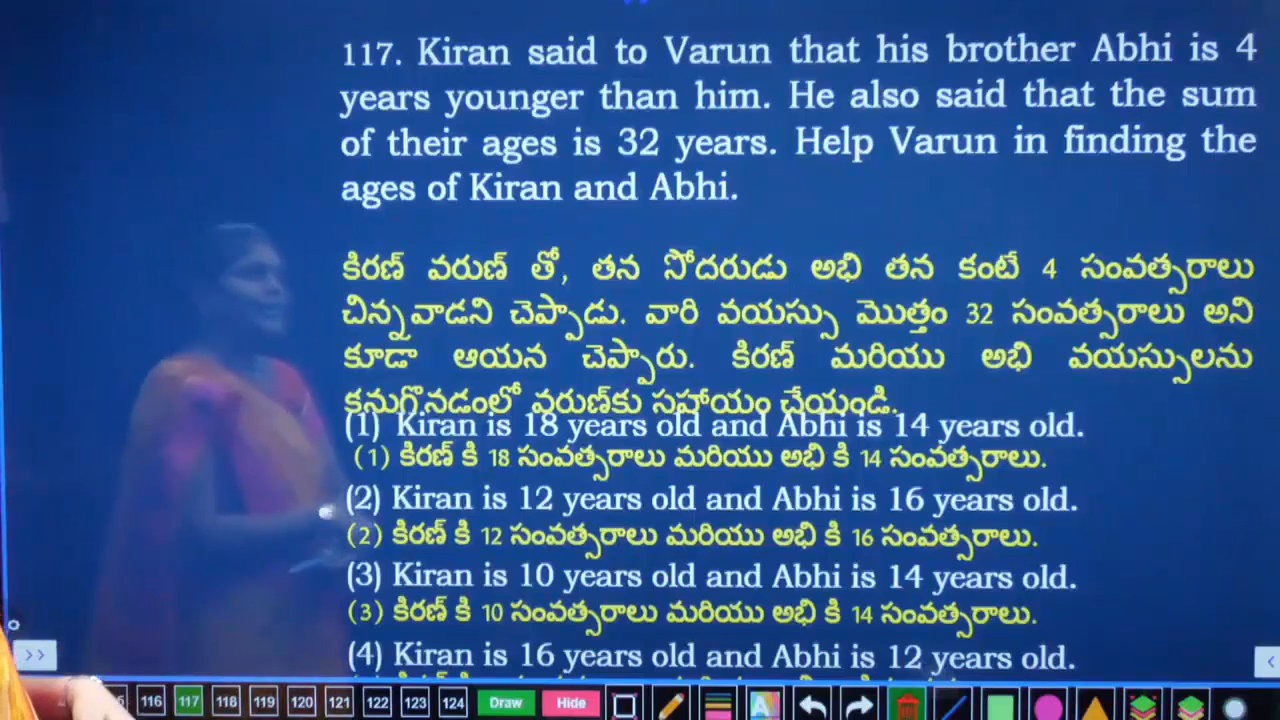 117. Kiran said to Varun that his brother Abhi is 4
years younger than him. He also said that the sum
of their ages is 32 years. Help Varun in finding the
ages of Kiran and Abhi.
కిరణ్ వరుణ్ తో, తన సోదరుడు అభి తన కంటే 4 సంవత్సరాలు
చిన్నవాడని చెప్పాడు. వారి వయస్సు మొత్తం 32 సంవత్సరాలు అని
కూడా ఆయన చెప్పారు. కిరణ్ మరియు అభి వయస్సులను
కనుగొనడంలో వరుణ్‌కు సహాయం చేయండి.
(1) Kiran is 18 years old and Abhi is 14 years old.
(1) కిరణ్ కి 18 సంవత్సరాలు మరియు అభి కి 14 సంవత్సరాలు.
(2) Kiran is 12 years old and Abhi is 16 years old.
(2) కిరణ్ కి 12 సంవత్సరాలు మరియు అభి కి 16 సంవత్సరాలు.
(3) Kiran is 10 years old and Abhi is 14 years old.
(3) కిరణ్ కి 10 సంవత్సరాలు మరియు అభి కి 14 సంవత్సరాలు.
(4) Kiran is 16 years old and Abhi is 12 years old.
>> <
116 117 118 119 120 121 122 123 124 Draw Hide A